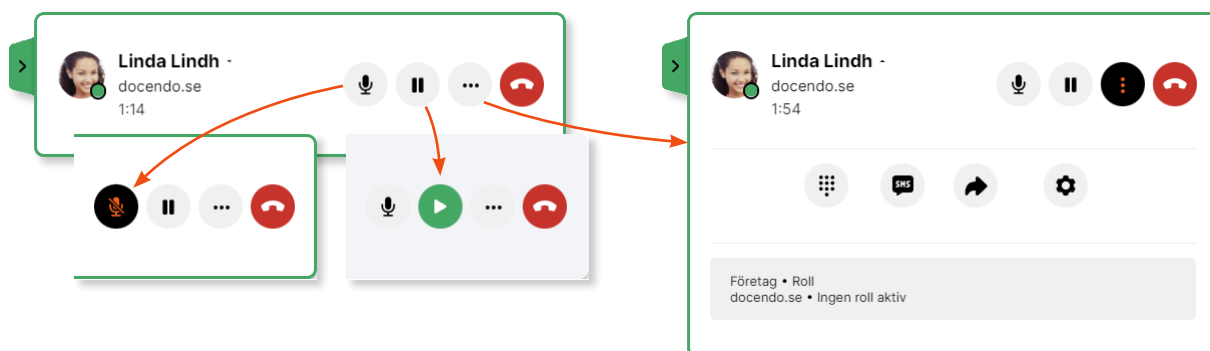 Linda Lindh -
docendo.se
1:14
Linda Lindh -
docendo.se
1:54
SMS
Företag • Roll
docendo.se • Ingen roll aktiv